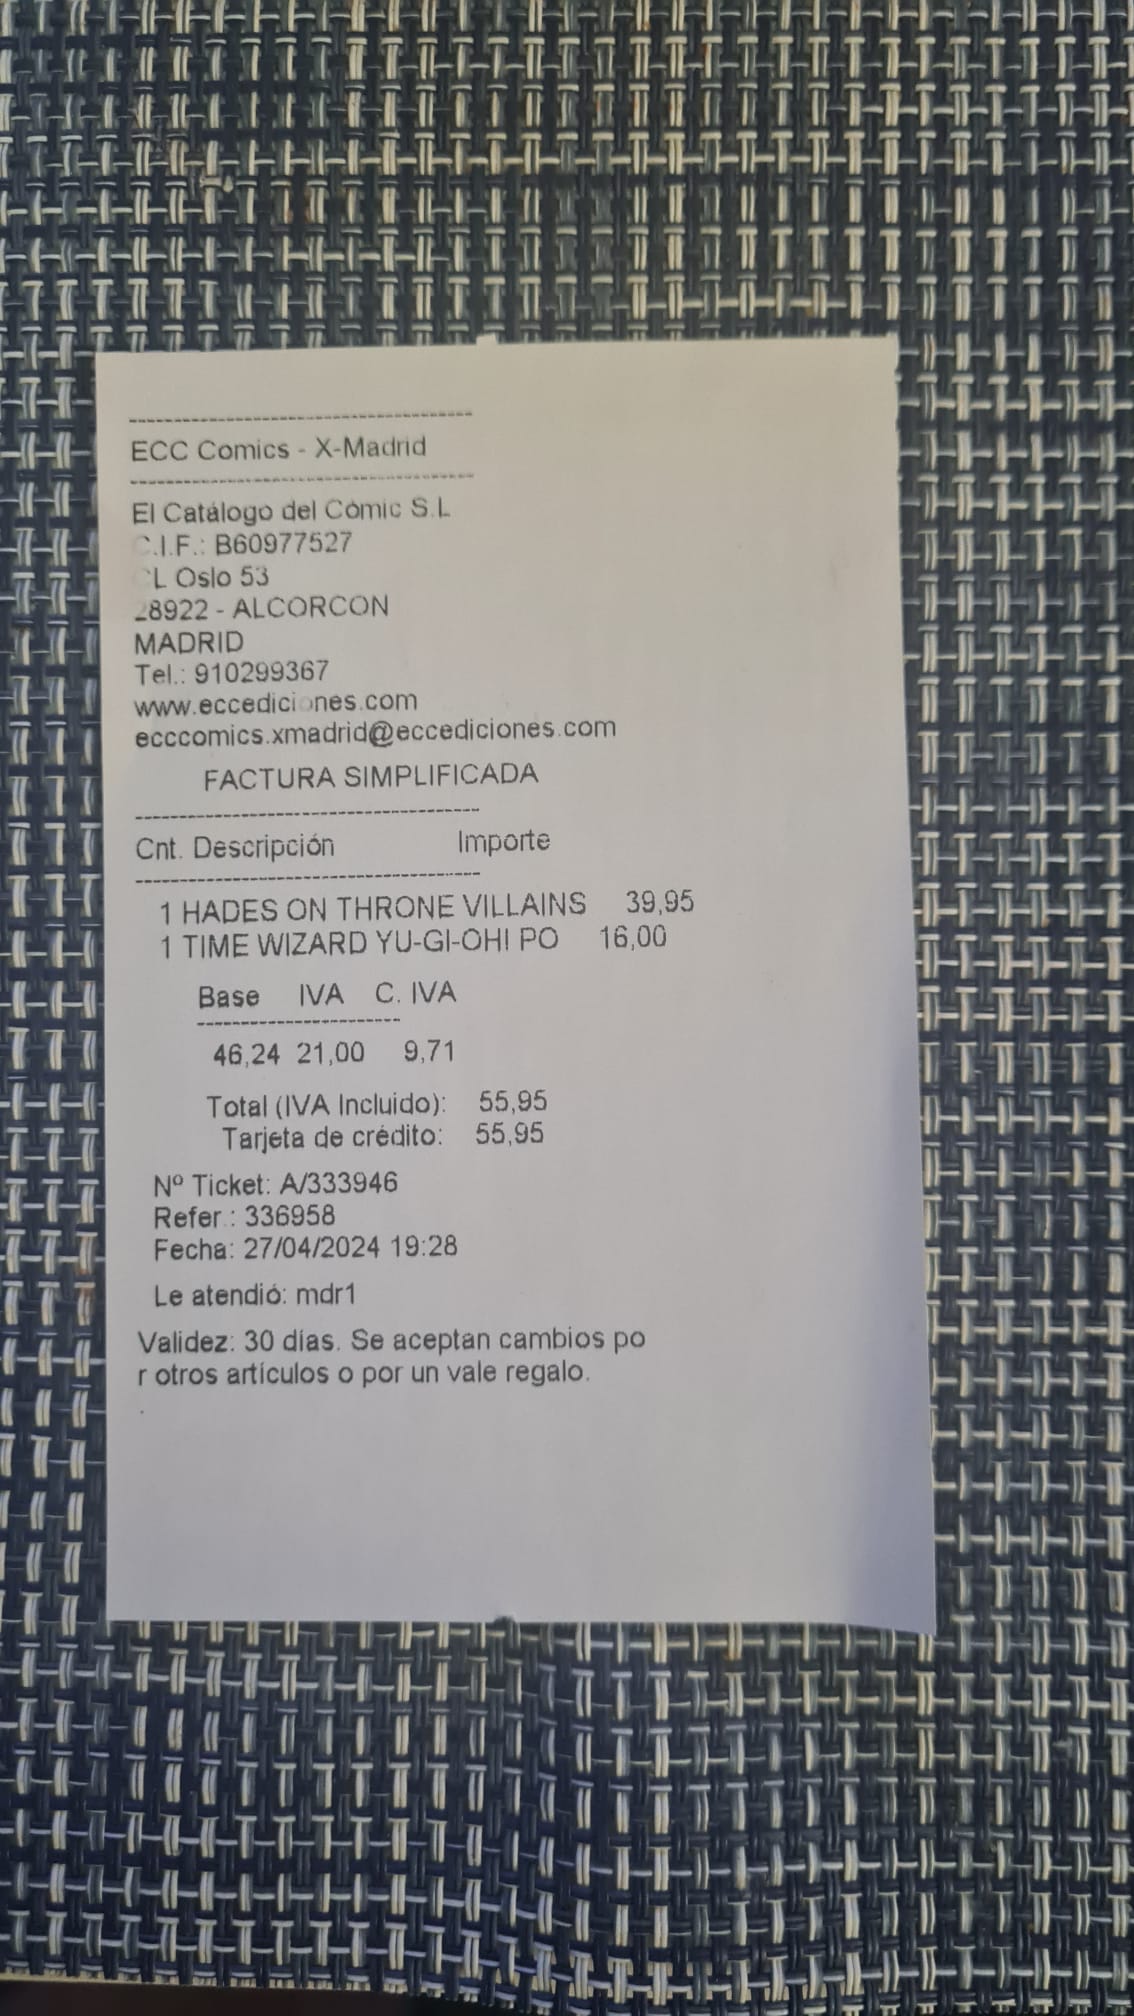 ----------------------------------------
ECC Comics - X-Madrid
----------------------------------------
El Catálogo del Cómic S.L
C.I.F.: B60977527
CL Oslo 53
28922 - ALCORCON
MADRID
Tel.: 910299367
www.eccediciones.com
ecccomics.xmadrid@eccediciones.com
FACTURA SIMPLIFICADA
----------------------------------------
Cnt. Descripción Importe
----------------------------------------
1 HADES ON THRONE VILLAINS 39,95
1 TIME WIZARD YU-GI-OH! PO 16,00
Base IVA C. IVA
------------------------
46,24 21,00 9,71
Total (IVA Incluido): 55,95
Tarjeta de crédito: 55,95
Nº Ticket: A/333946
Refer.: 336958
Fecha: 27/04/2024 19:28
Le atendió: mdr1
Validez: 30 días. Se aceptan cambios po
r otros artículos o por un vale regalo.
.